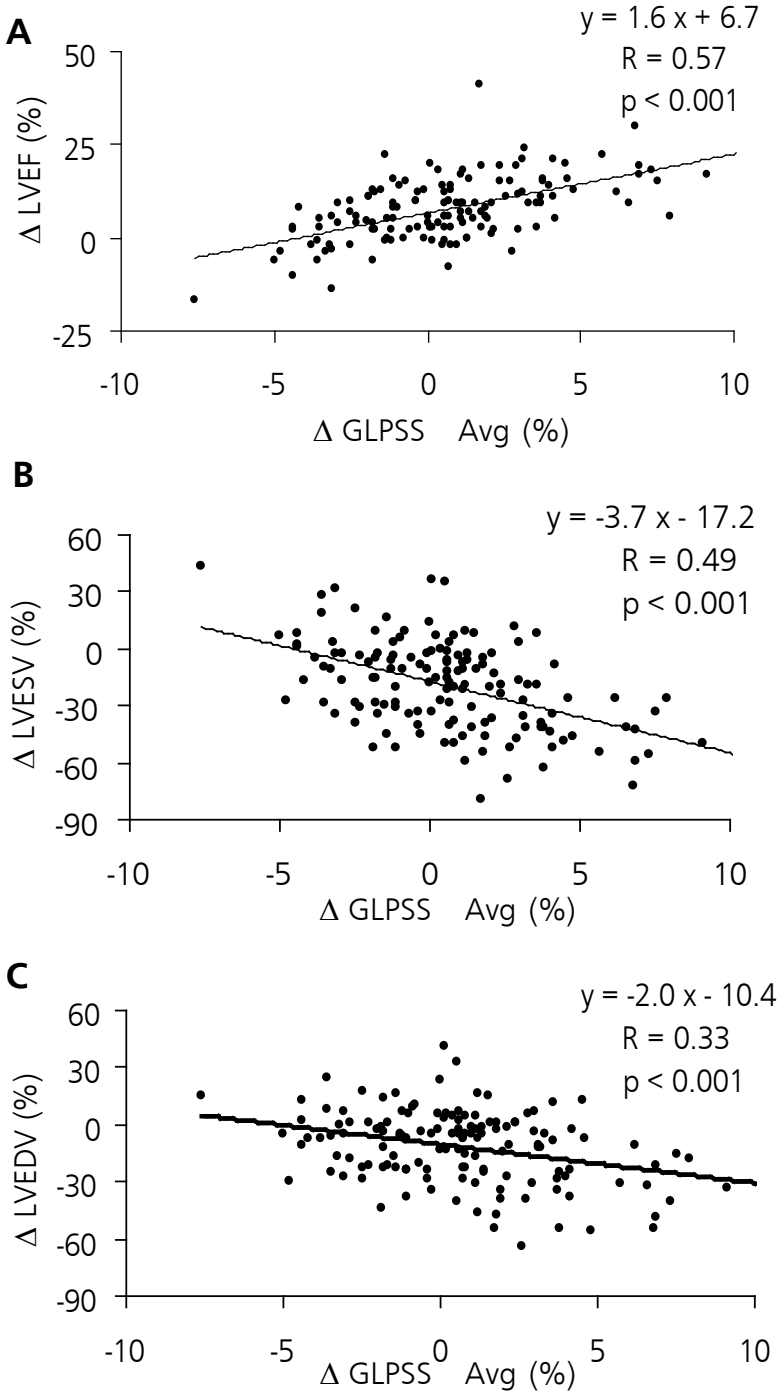 A
y = 1.6 x + 6.7
R = 0.57
p < 0.001
50
25
0
-25
Δ LVEF (%)
-10 -5 0 5 10
Δ GLPSS Avg (%)
B
y = -3.7 x - 17.2
R = 0.49
p < 0.001
60
30
0
-30
-60
-90
Δ LVESV (%)
-10 -5 0 5 10
Δ GLPSS Avg (%)
C
y = -2.0 x - 10.4
R = 0.33
p < 0.001
60
30
0
-30
-60
-90
Δ LVEDV (%)
-10 -5 0 5 10
Δ GLPSS Avg (%)